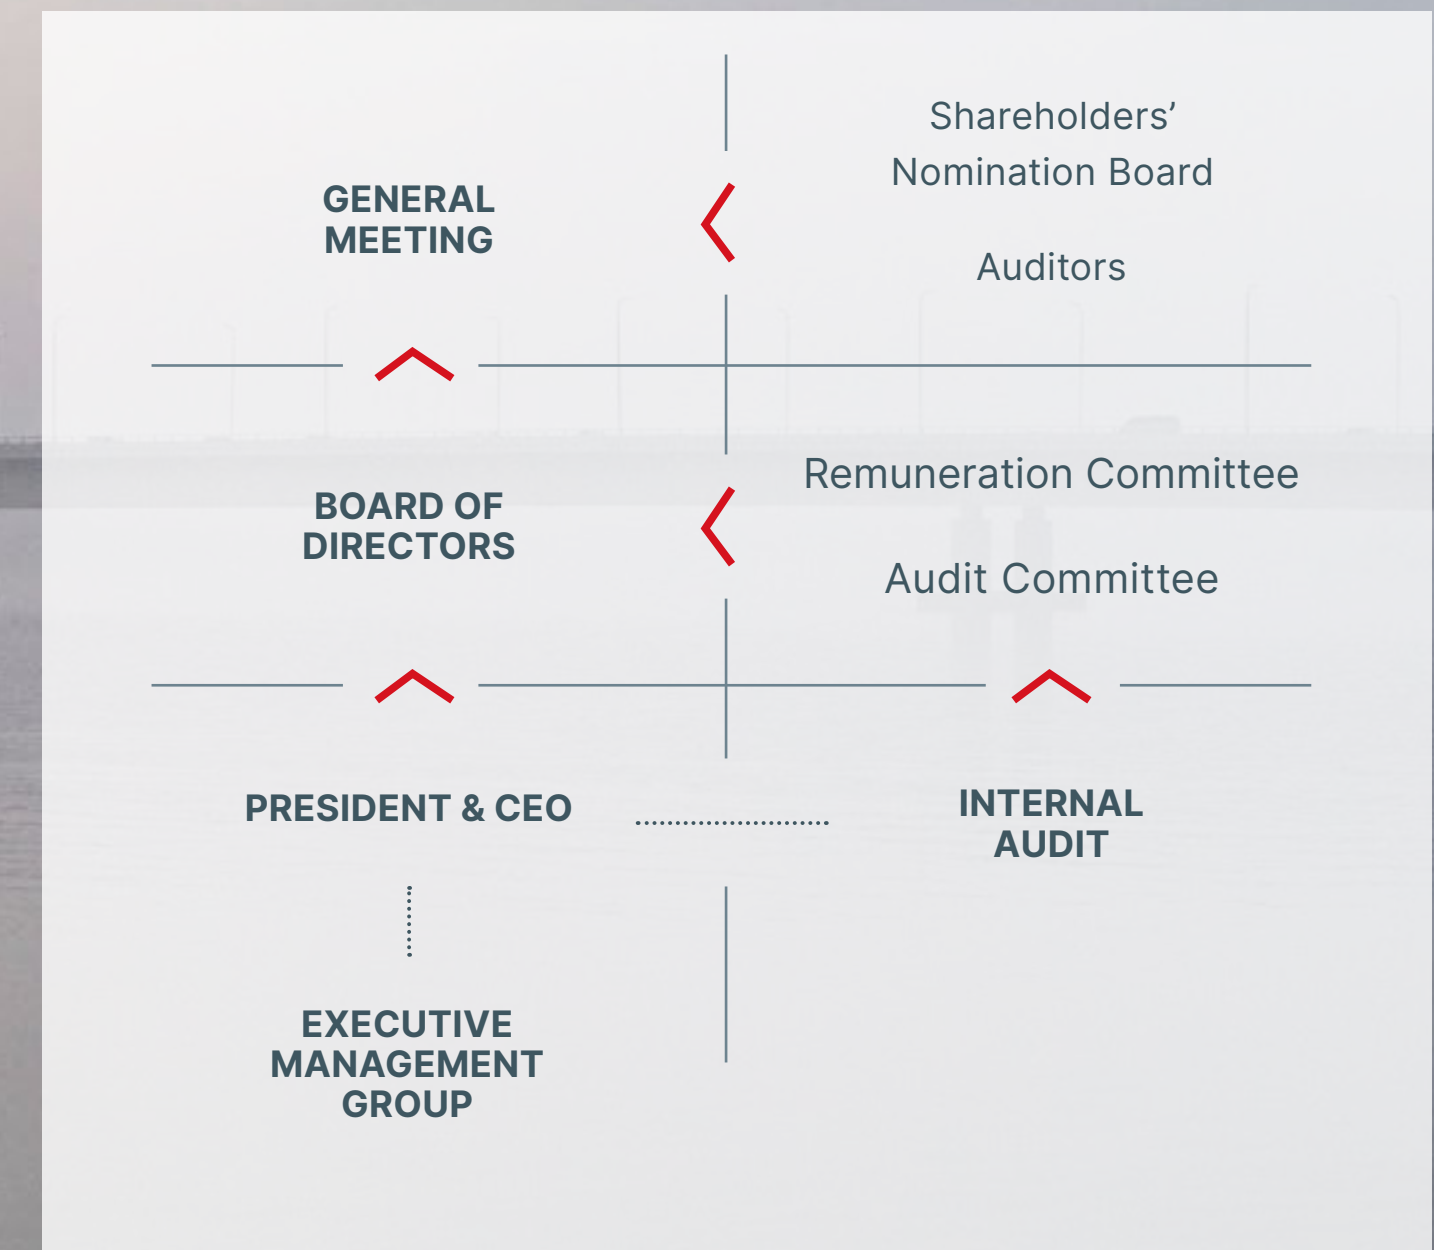 GENERAL
MEETING
Shareholders’
Nomination Board
Auditors
BOARD OF
DIRECTORS
Remuneration Committee
Audit Committee
PRESIDENT & CEO
INTERNAL
AUDIT
EXECUTIVE
MANAGEMENT
GROUP